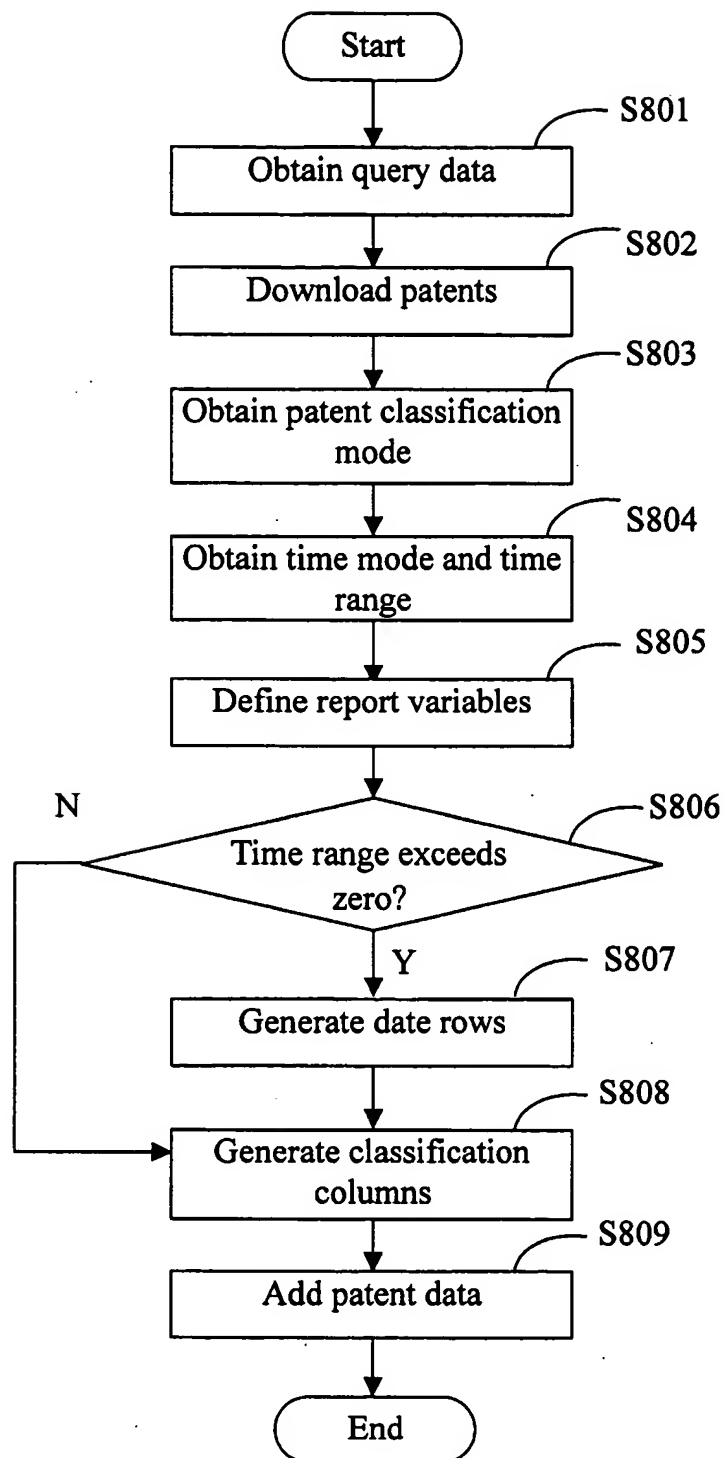 Start
S801
Obtain query data
S802
Download patents
S803
Obtain patent classification
mode
S804
Obtain time mode and time
range
S805
Define report variables
N
S806
Time range exceeds
zero?
Y
S807
Generate date rows
S808
Generate classification
columns
S809
Add patent data
End